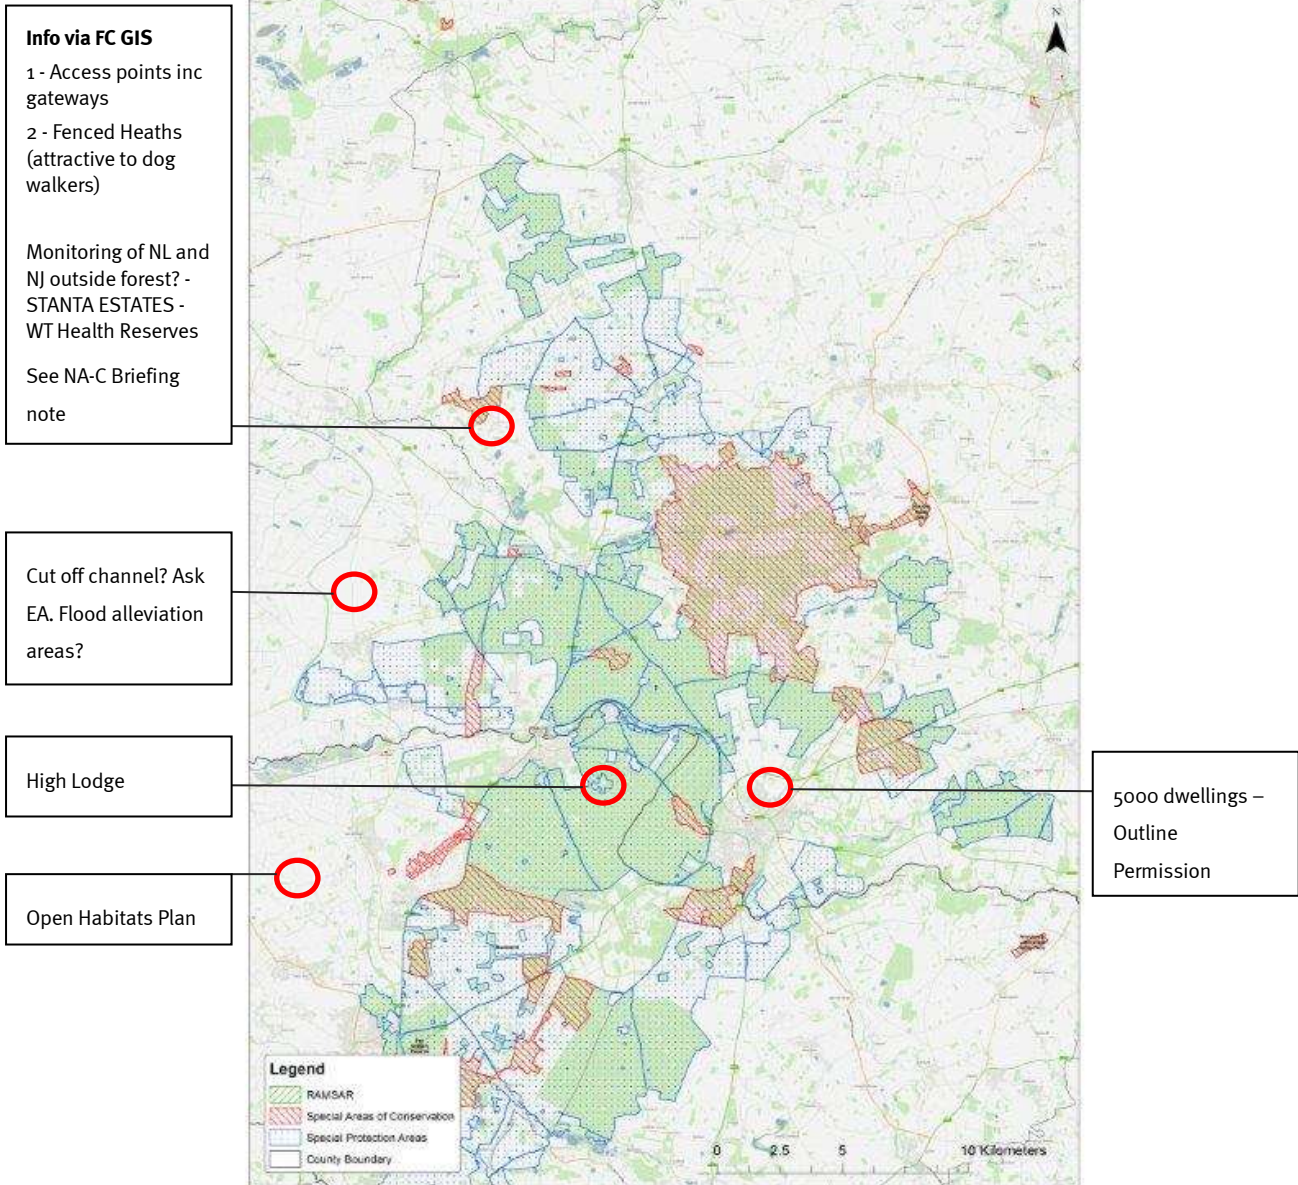 Info via FC GIS
1 - Access points inc
gateways
2 - Fenced Heaths
(attractive to dog
walkers)
Monitoring of NL and
NJ outside forest? -
STANTA ESTATES -
WT Health Reserves
See NA-C Briefing
note
Cut off channel? Ask
EA. Flood alleviation
areas?
High Lodge
Open Habitats Plan
5000 dwellings –
Outline
Permission
N
Legend
RAMSAR
Special Areas of Conservation
Special Protection Areas
County Boundary
0 2.5 5 10 Kilometers